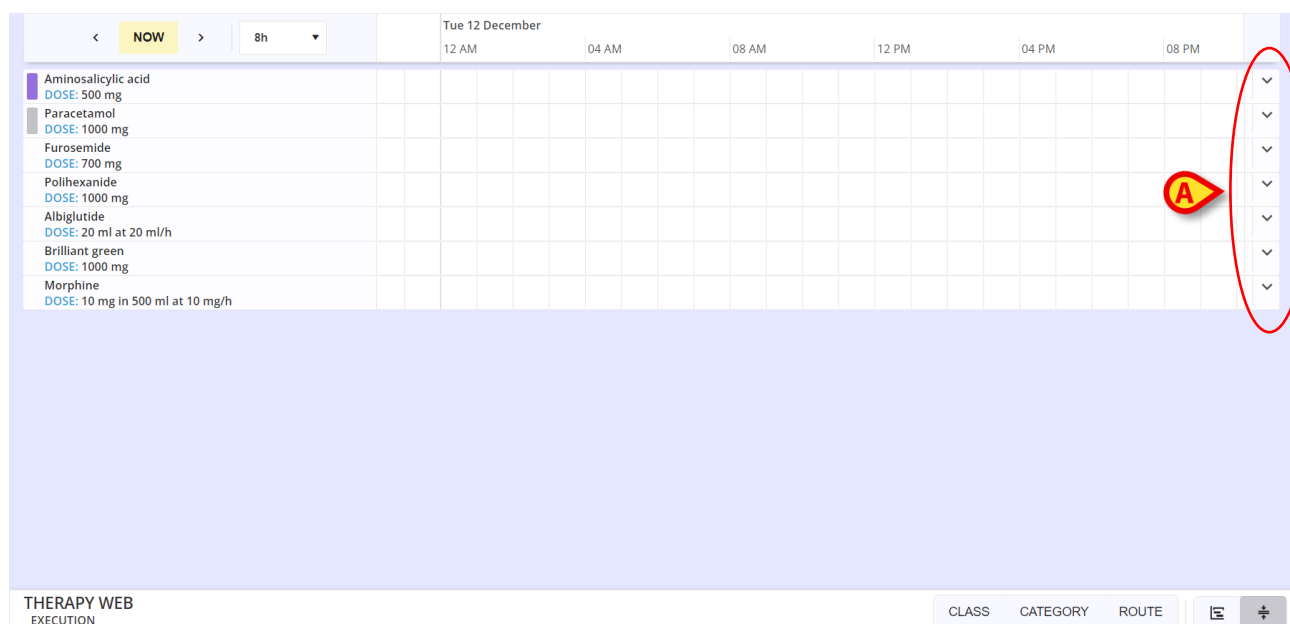 < NOW > 8h
Tue 12 December
12 AM 04 AM 08 AM 12 PM 04 PM 08 PM
Aminosalicylic acid
DOSE: 500 mg
Paracetamol
DOSE: 1000 mg
Furosemide
DOSE: 700 mg
Polihexanide
DOSE: 1000 mg
A
Albiglutide
DOSE: 20 ml at 20 ml/h
Brilliant green
DOSE: 1000 mg
Morphine
DOSE: 10 mg in 500 ml at 10 mg/h
THERAPY WEB
EXECUTION
CLASS CATEGORY ROUTE